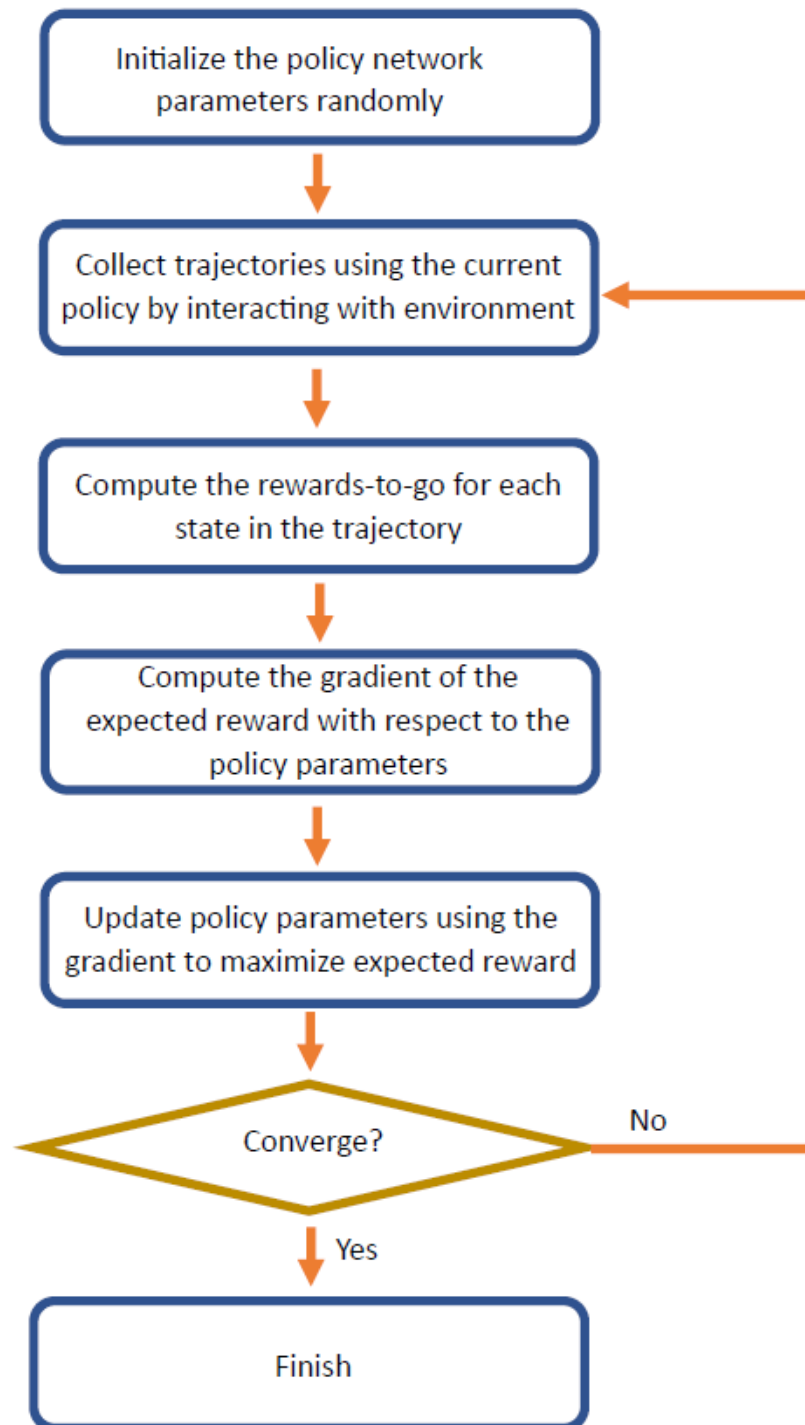 Initialize the policy network
parameters randomly
Collect trajectories using the current
policy by interacting with environment
Compute the rewards-to-go for each
state in the trajectory
Compute the gradient of the
expected reward with respect to the
policy parameters
Update policy parameters using the
gradient to maximize expected reward
Converge?
No
Yes
Finish